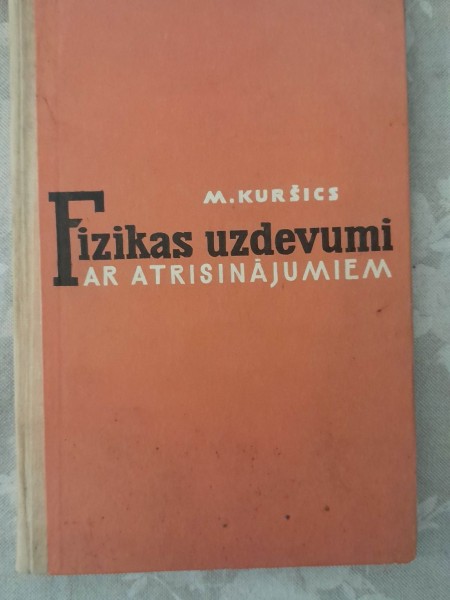 M. KURŠICS
Fizikas uzdevumi
AR ATRISINĀJUMIEM